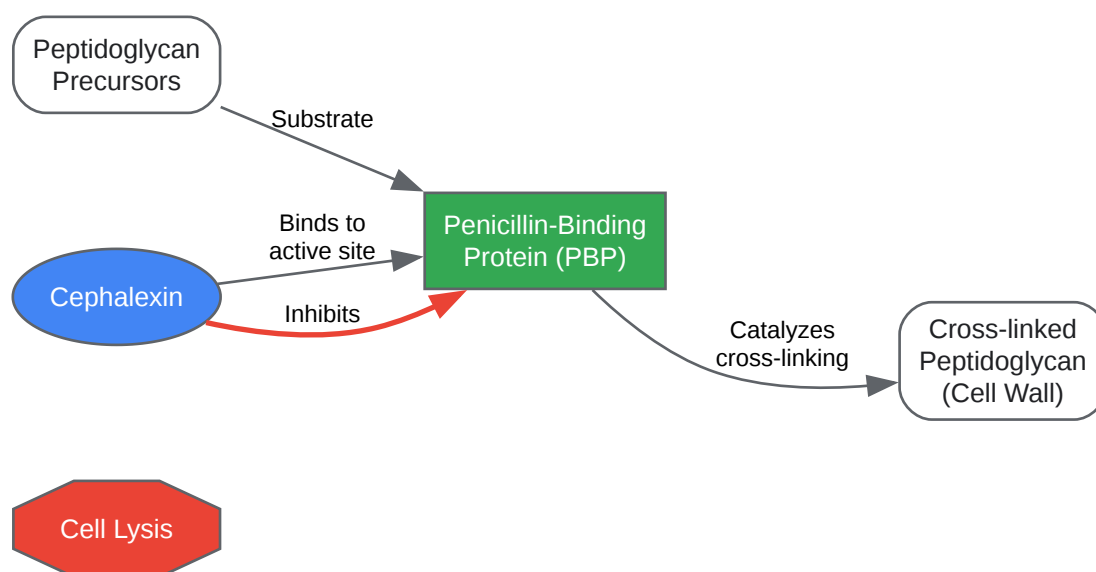 Peptidoglycan
Precursors
Substrate
Binds to
active site
Penicillin-Binding
Protein (PBP)
Cephalexin
Inhibits
Catalyzes
cross-linking
Cross-linked
Peptidoglycan
(Cell Wall)
Cell Lysis